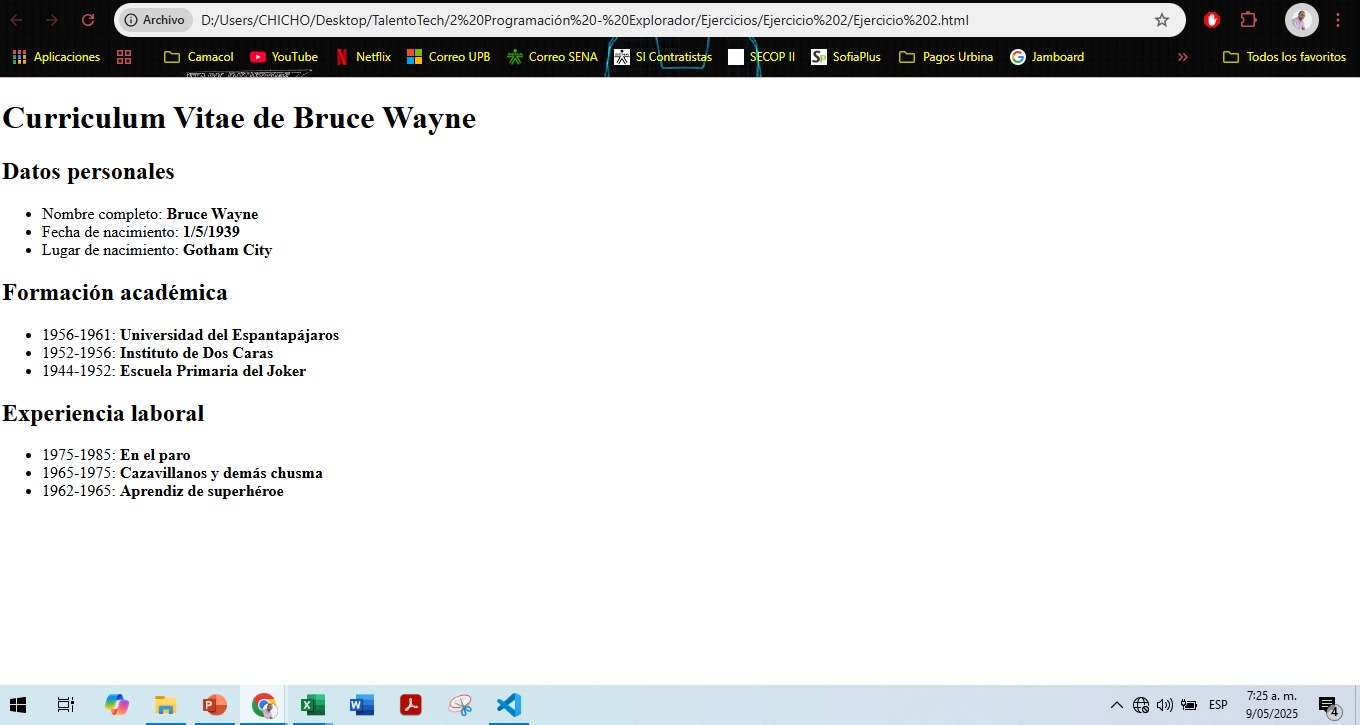 Archivo D:/Users/CHICHO/Desktop/TalentoTech/2%20Programación%20-%20Explorador/Ejercicios/Ejercicio%202/Ejercicio%202.html
Aplicaciones Camacol YouTube Netflix Correo UPB Correo SENA SI Contratistas SECOP II SofiaPlus Pagos Urbina Jamboard » Todos los favoritos
Curriculum Vitae de Bruce Wayne
Datos personales
• Nombre completo: Bruce Wayne
• Fecha de nacimiento: 1/5/1939
• Lugar de nacimiento: Gotham City
Formación académica
• 1956-1961: Universidad del Espantapájaros
• 1952-1956: Instituto de Dos Caras
• 1944-1952: Escuela Primaria del Joker
Experiencia laboral
• 1975-1985: En el paro
• 1965-1975: Cazavillanos y demás chusma
• 1962-1965: Aprendiz de superhéroe
ESP
7:25 a. m.
9/05/2025
4